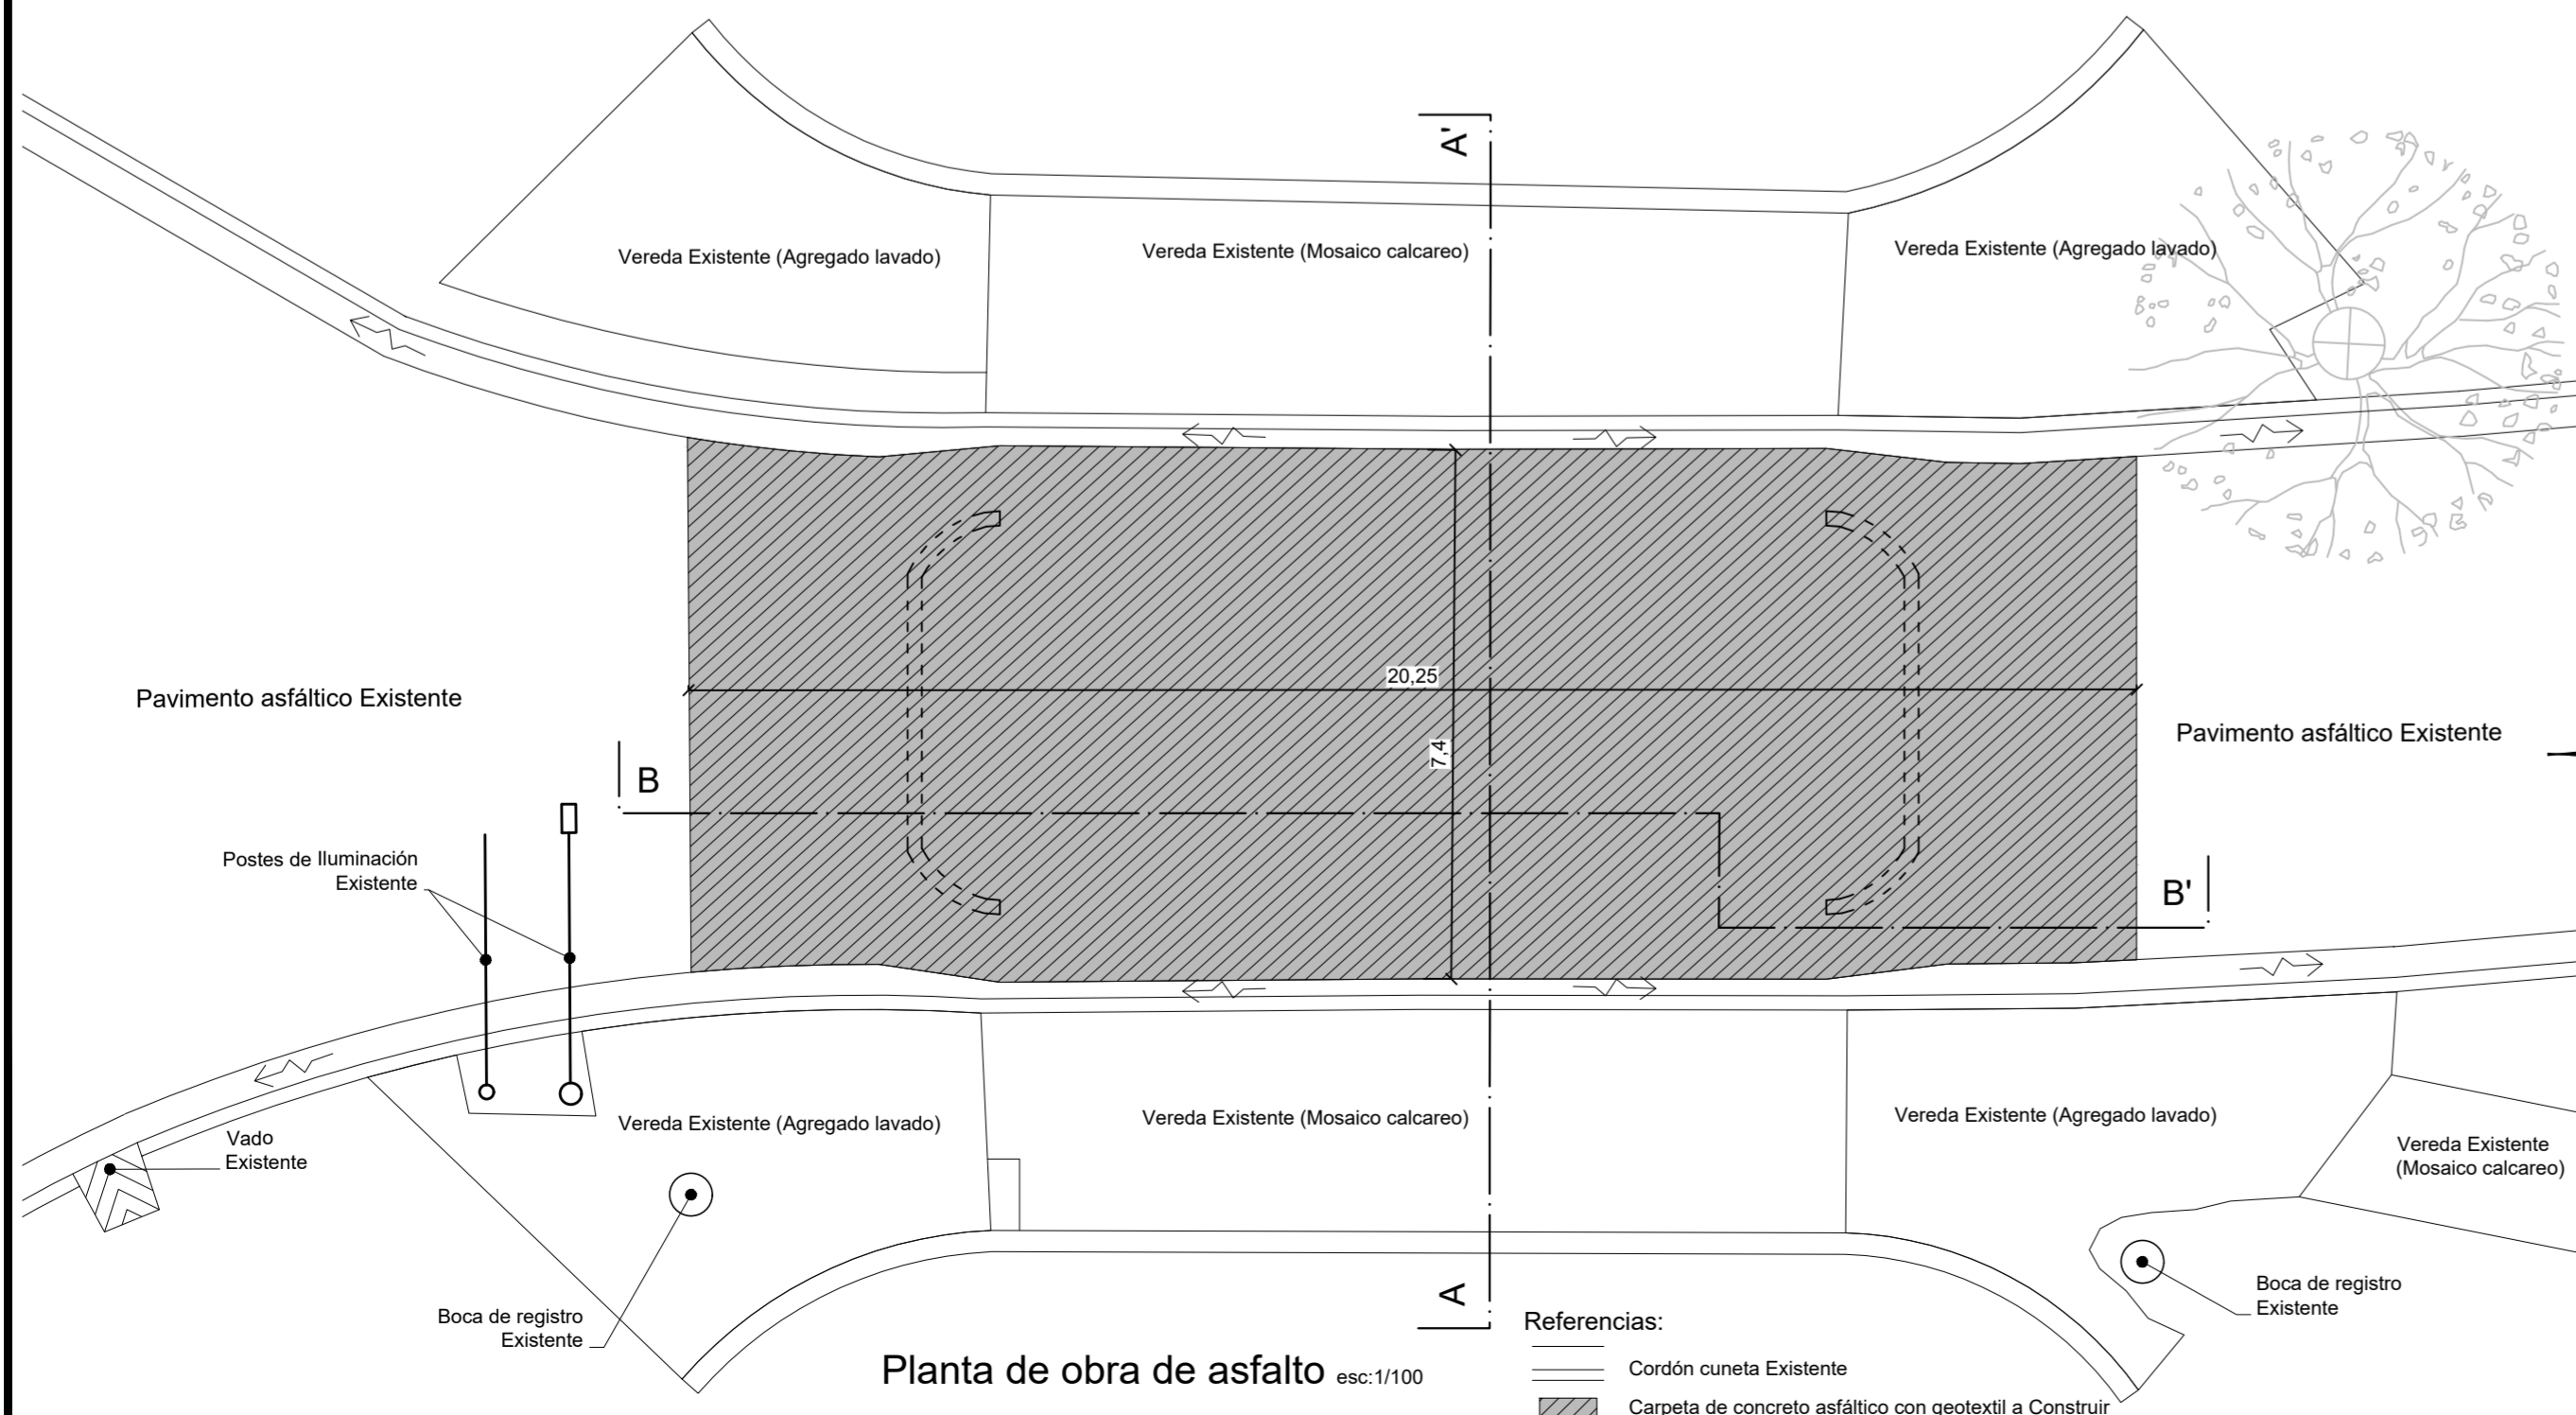 A'
Vereda Existente (Agregado lavado)
Vereda Existente (Mosaico calcareo)
Vereda Existente (Agregado lavado)
20,25
7,4
Pavimento asfáltico Existente
Pavimento asfáltico Existente
B
B'
Postes de Iluminación
Existente
Vado
Existente
Vereda Existente (Agregado lavado)
Vereda Existente (Mosaico calcareo)
Vereda Existente (Agregado lavado)
Vereda Existente
(Mosaico calcareo)
Boca de registro
Existente
A
Boca de registro
Existente
Planta de obra de asfalto esc:1/100
Referencias:
Cordón cuneta Existente
Carpeta de concreto asfáltico con geotextil a Construir